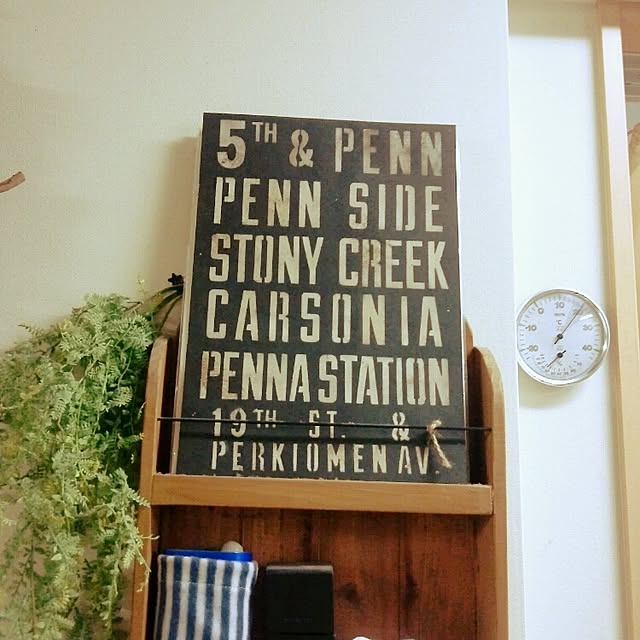 5TH & PENN
PENN SIDE
STONY CREEK
CARSONIA
PENNA STATION
19TH ST. &
PERKIOMEN AV